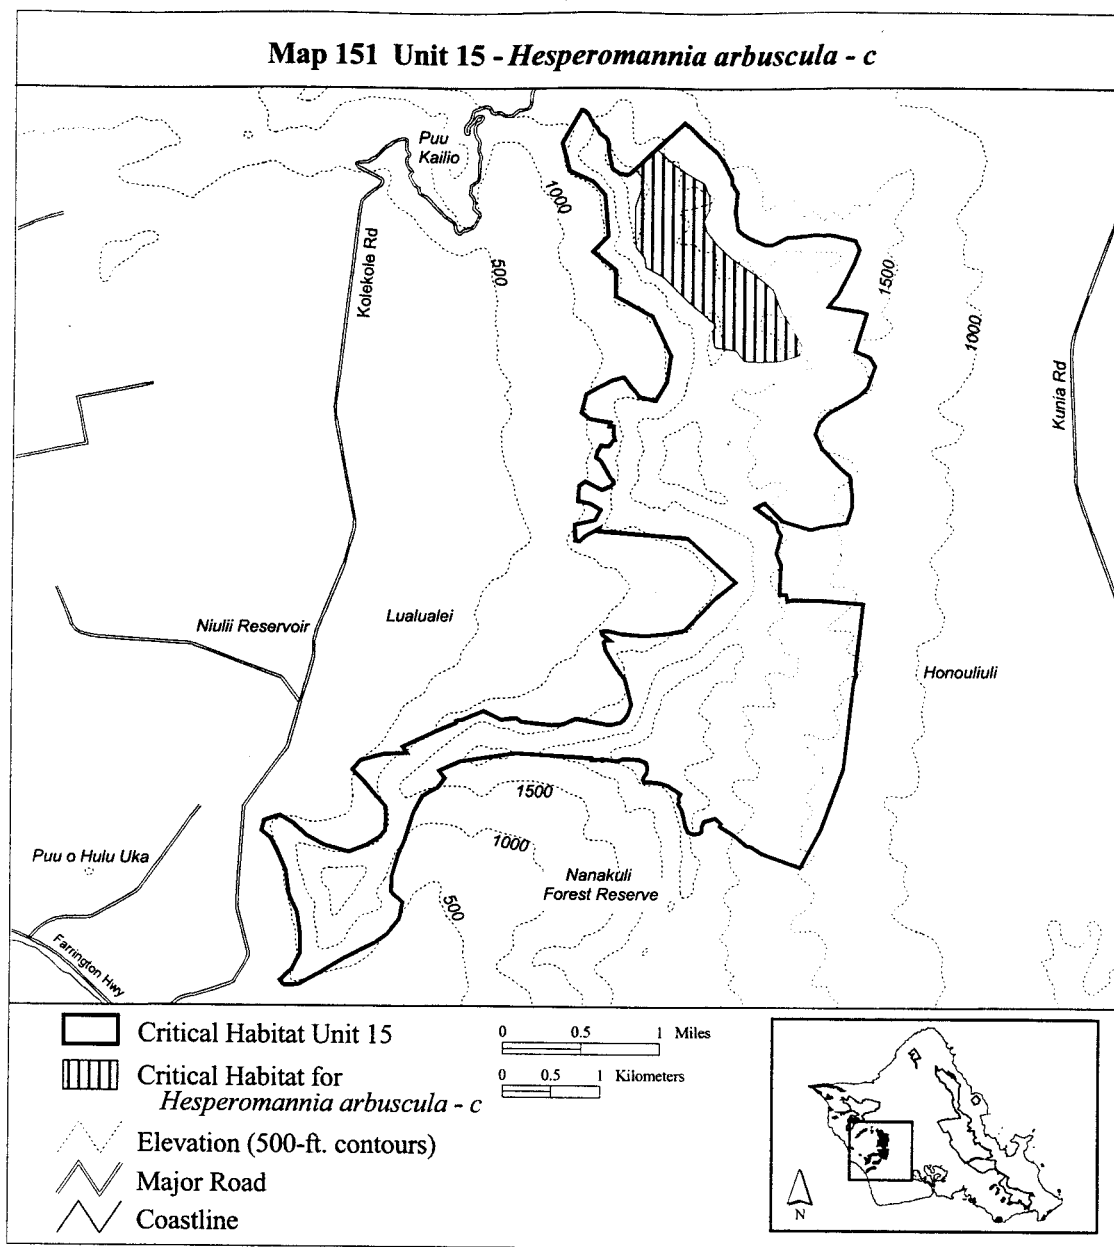 Map 151 Unit 15 - Hesperomannia arbuscula - c
Puu
Kailio
1000
500
Kolekole Rd
1500
1000
Kunia Rd
Niulii Reservoir
Lualualei
Honouliuli
1500
1000
500
Puu o Hulu Uka
Nanakuli
Forest Reserve
Farrington Hwy
Critical Habitat Unit 15
Critical Habitat for
Hesperomannia arbuscula - c
Elevation (500-ft. contours)
Major Road
Coastline
0 0.5 1 Miles
0 0.5 1 Kilometers
N